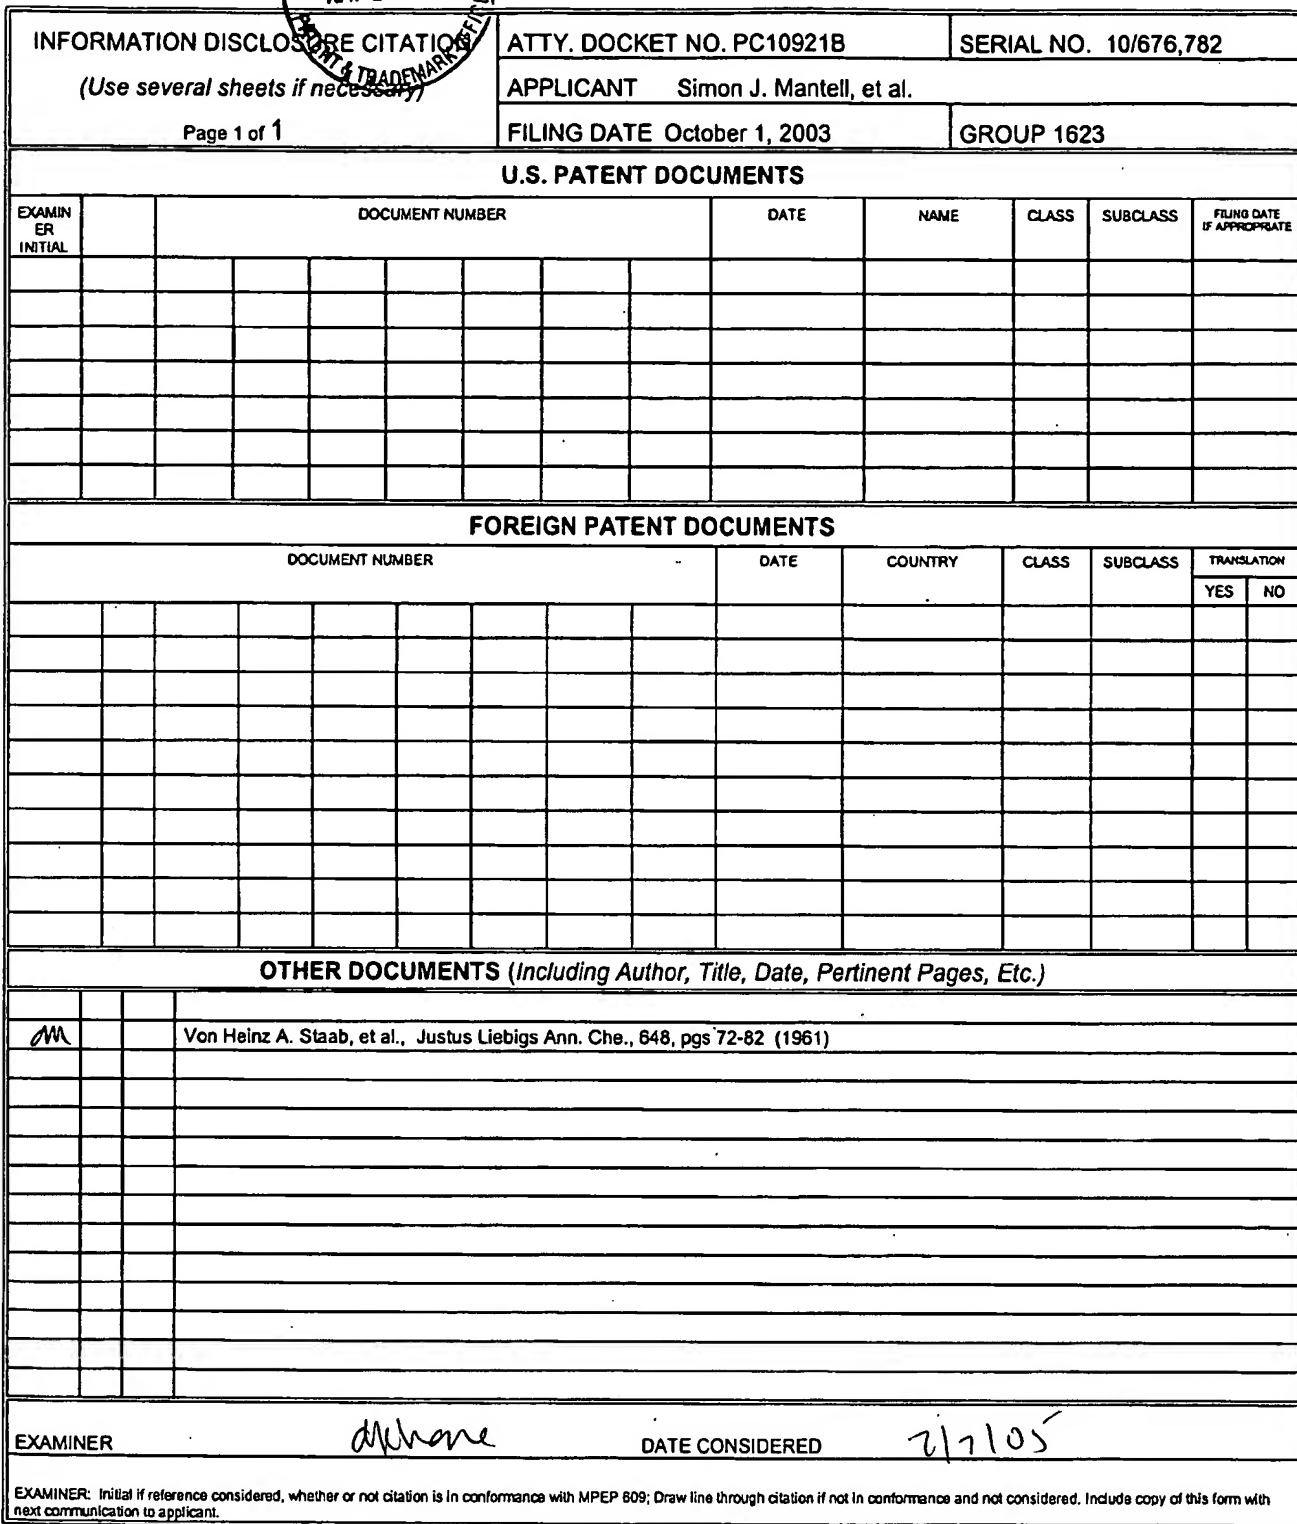 PATENT & TRADEMARK OFFICE
INFORMATION DISCLOSURE CITATION
(Use several sheets if necessary)
Page 1 of 1
ATTY. DOCKET NO. PC10921B
SERIAL NO. 10/676,782
APPLICANT Simon J. Mantell, et al.
FILING DATE October 1, 2003
GROUP 1623
U.S. PATENT DOCUMENTS
EXAMIN
ER
INITIAL
DOCUMENT NUMBER
DATE
NAME
CLASS
SUBCLASS
FILING DATE
IF APPROPRIATE
FOREIGN PATENT DOCUMENTS
DOCUMENT NUMBER
DATE
COUNTRY
CLASS
SUBCLASS
TRANSLATION
YES
NO
OTHER DOCUMENTS (Including Author, Title, Date, Pertinent Pages, Etc.)
Von Heinz A. Staab, et al., Justus Liebigs Ann. Che., 648, pgs 72-82 (1961)
EXAMINER
DATE CONSIDERED
EXAMINER: Initial if reference considered, whether or not citation is in conformance with MPEP 609; Draw line through citation if not in conformance and not considered. Include copy of this form with
next communication to applicant.